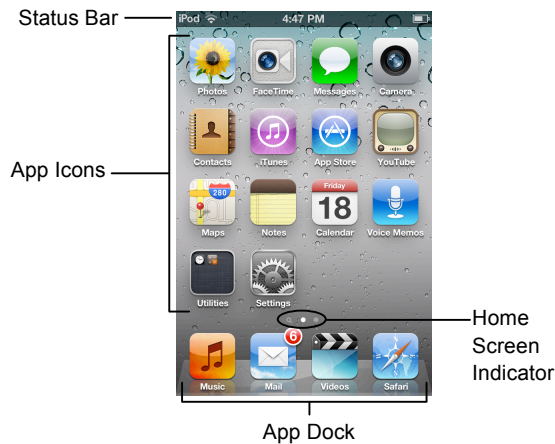 Status Bar
iPod 4:47 PM
Photos FaceTime Messages Camera
Contacts iTunes App Store YouTube
App Icons
280
Friday
18
Maps Notes Calendar Voice Memos
Utilities Settings
Home
Screen
Indicator
6
Music Mail Videos Safari
App Dock